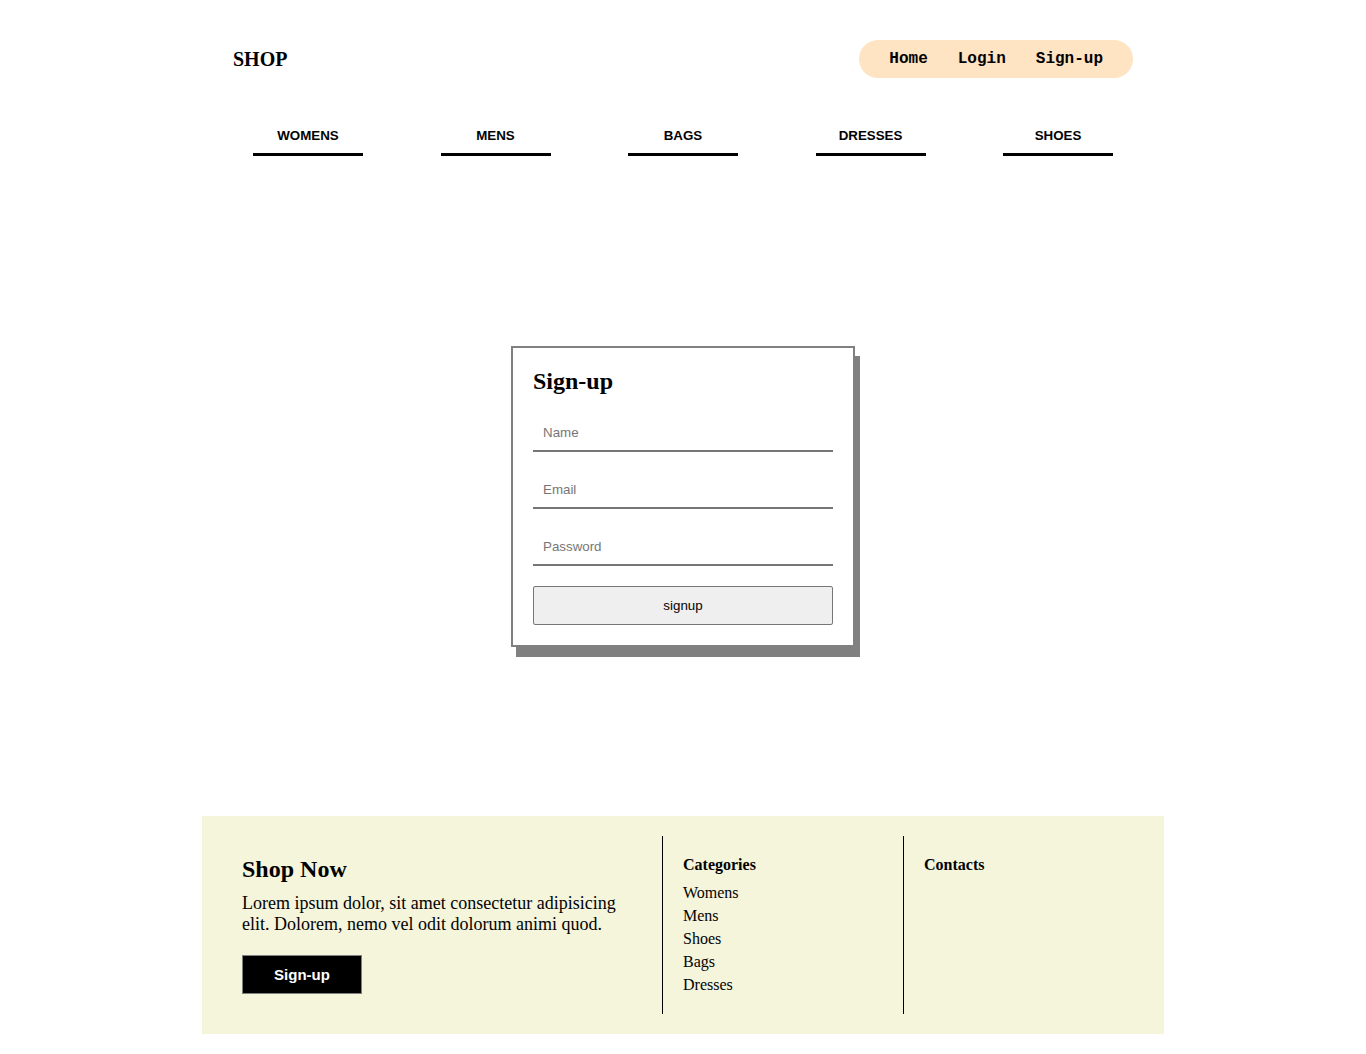 SHOP
Home Login Sign-up
WOMENS MENS BAGS DRESSES SHOES
Sign-up
Name
Email
Password
signup
Shop Now
Lorem ipsum dolor, sit amet consectetur adipisicing
elit. Dolorem, nemo vel odit dolorum animi quod.
Sign-up
Categories
Womens
Mens
Shoes
Bags
Dresses
Contacts